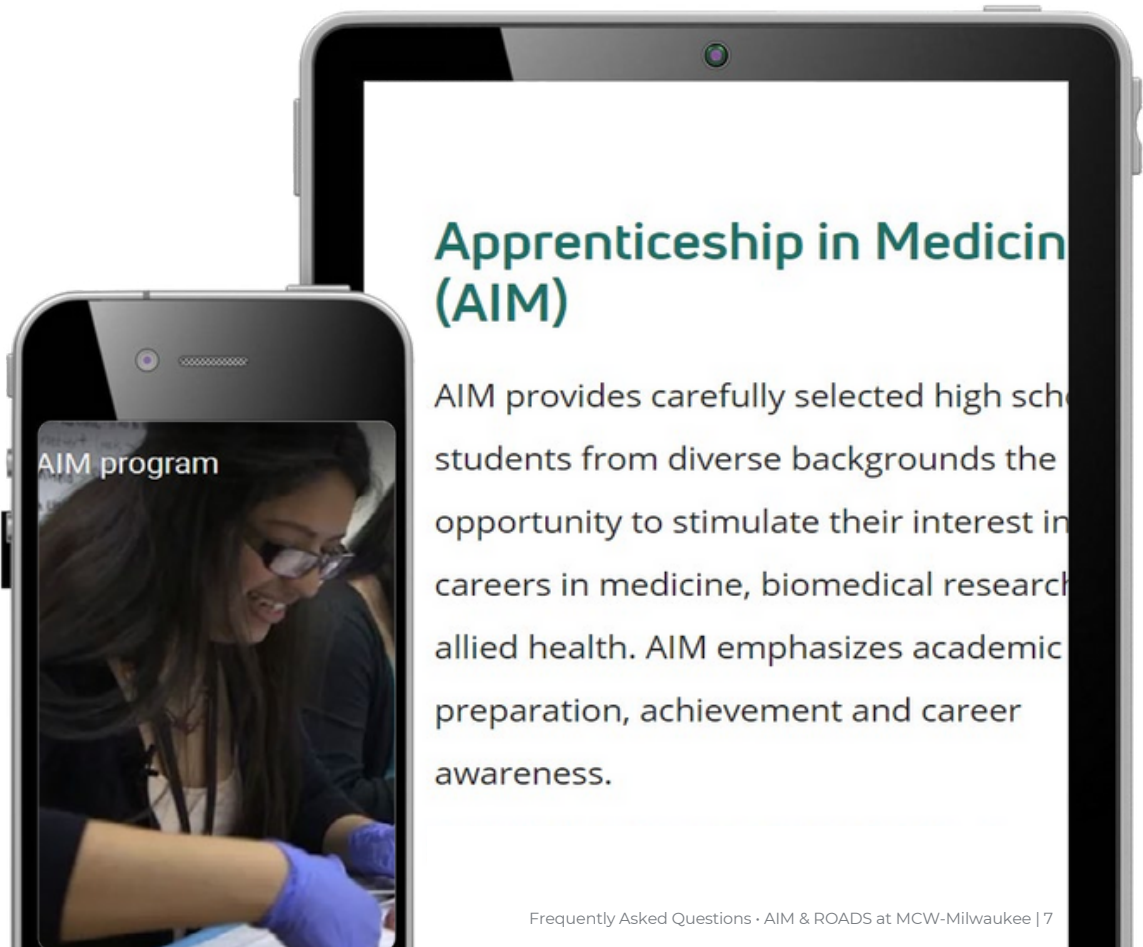 Apprenticeship in Medicin
(AIM)
AIM provides carefully selected high sch
students from diverse backgrounds the
opportunity to stimulate their interest in
careers in medicine, biomedical research
allied health. AIM emphasizes academic
preparation, achievement and career
awareness.
AIM program
Frequently Asked Questions • AIM & ROADS at MCW-Milwaukee | 7